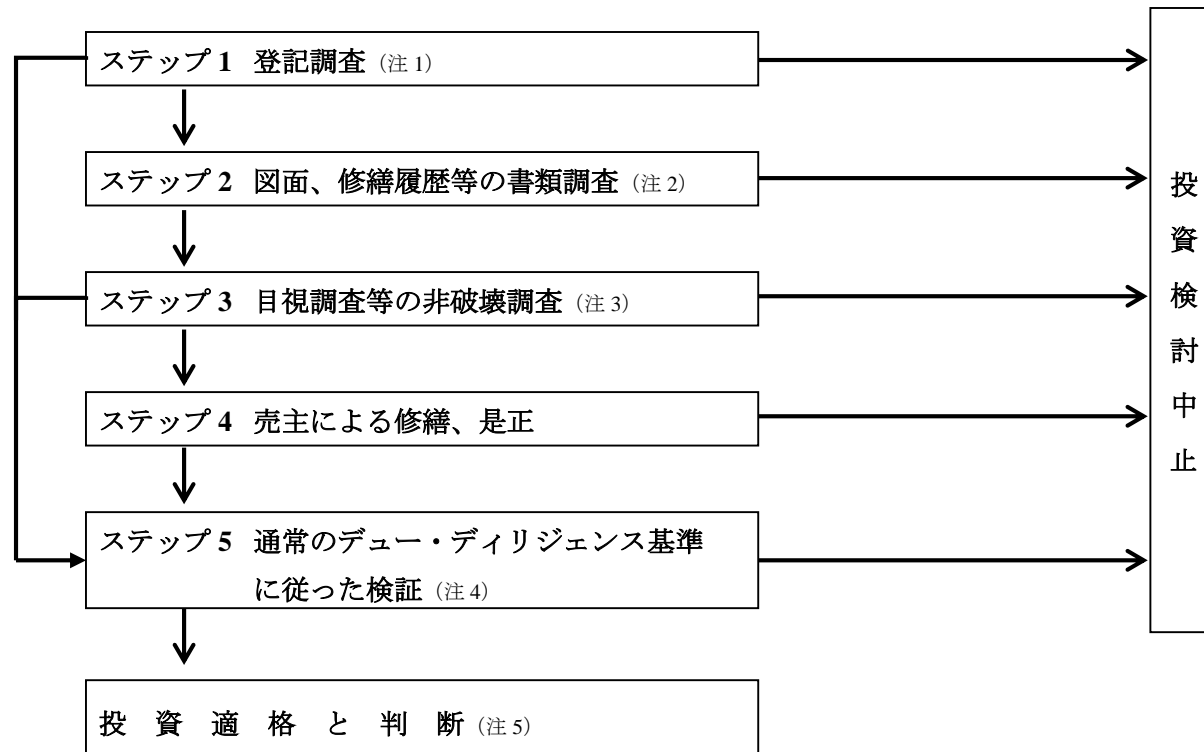 ステップ 1 登記調査（注 1）
ステップ 2 図面、修繕履歴等の書類調査（注 2）
ステップ 3 目視調査等の非破壊調査（注 3）
ステップ 4 売主による修繕、是正
ステップ 5 通常のデュー・ディリジェンス基準
に従った検証（注 4）
投資適格と判断（注 5）
投資検討中止